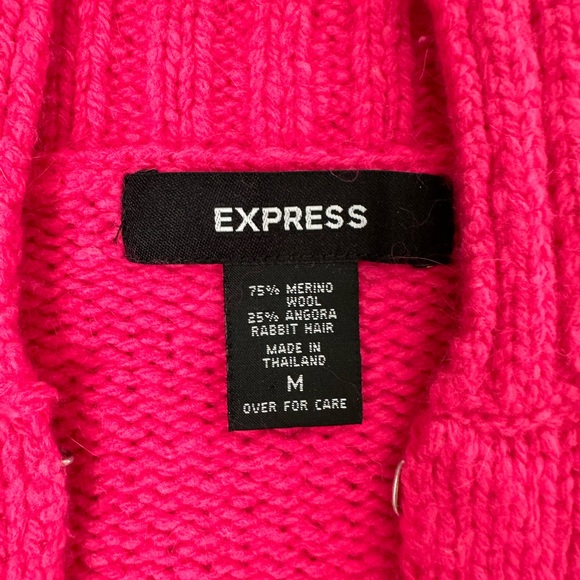 EXPRESS
75% MERINO
WOOL
25% ANGORA
RABBIT HAIR
MADE IN
THAILAND
M
OVER FOR CARE